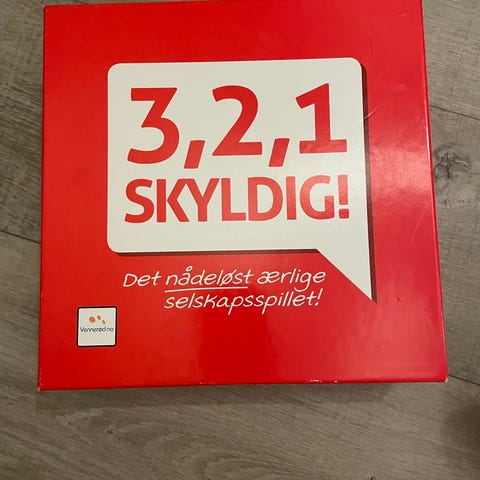 3,2,1
SKYLDIG!
Det nådeløst ærlige
selskapsspillet!
Vennerød.no